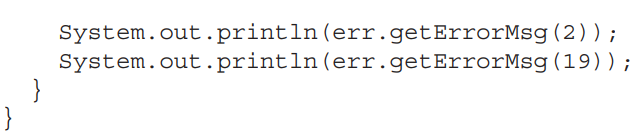 System.out.println(err.getErrorMsg(2));
System.out.println(err.getErrorMsg(19));
}
}